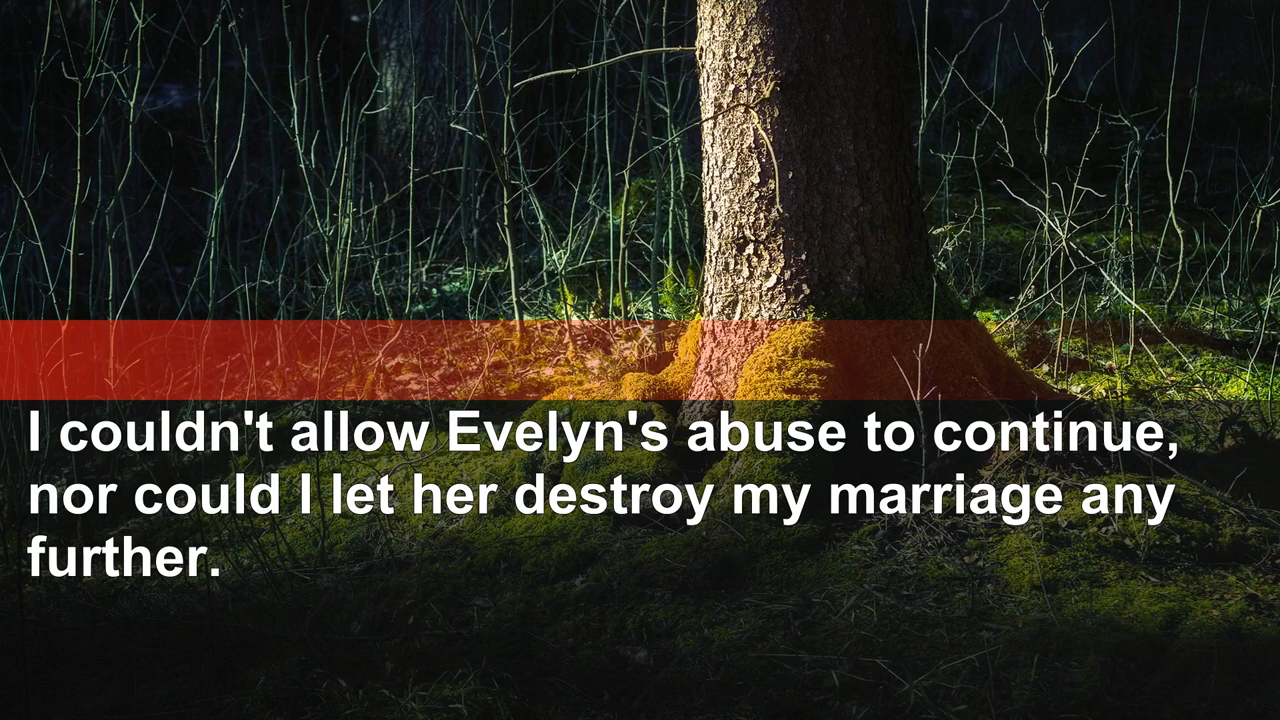 I couldn't allow Evelyn's abuse to continue,
nor could I let her destroy my marriage any
further.